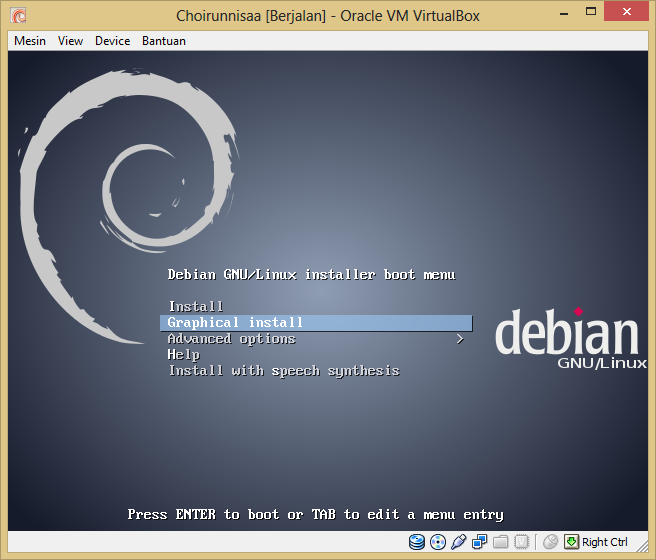 Choirunnisaa [Berjalan] - Oracle VM VirtualBox
Mesin View Device Bantuan
Debian GNU/Linux installer boot menu
Install
Graphical install
Advanced options >
Help
Install with speech synthesis
debian
GNU/Linux
Press ENTER to boot or TAB to edit a menu entry
Right Ctrl